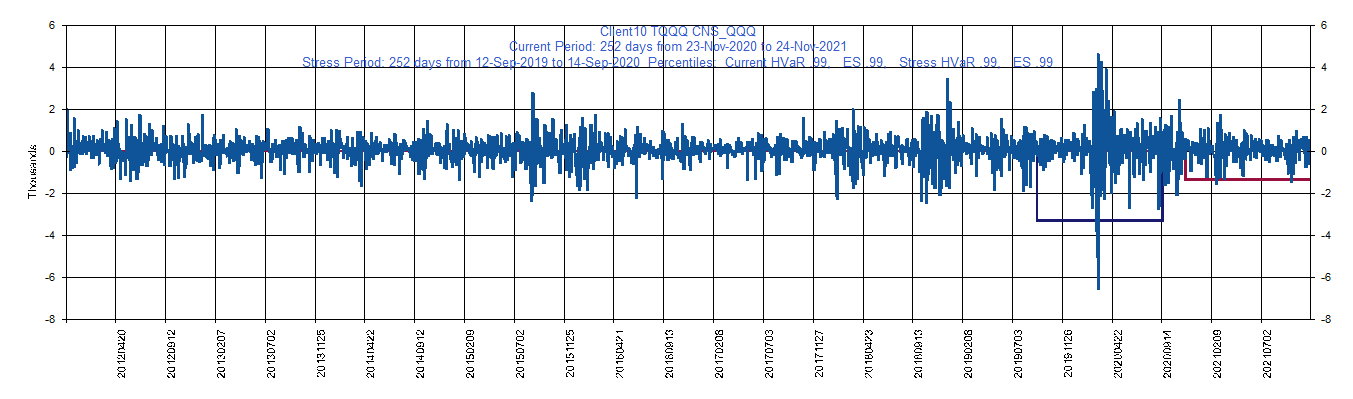 Client10 TQQQ CNS_QQQ
Current Period: 252 days from 23-Nov-2020 to 24-Nov-2021
Stress Period: 252 days from 12-Sep-2019 to 14-Sep-2020 Percentiles: Current HVaR .99, ES .99, Stress HVaR .99, ES .99
6 6
4 4
2 2
0 0
-2 -2
-4 -4
-6 -6
-8 -8
Thousands
20120420 20120912 20130207 20130702 20131125 20140422 20140912 20150209 20150702 20151125 20160421 20160913 20170208 20170703 20171127 20180423 20180913 20190208 20190703 20191126 20200422 20200914 20210209 20210702